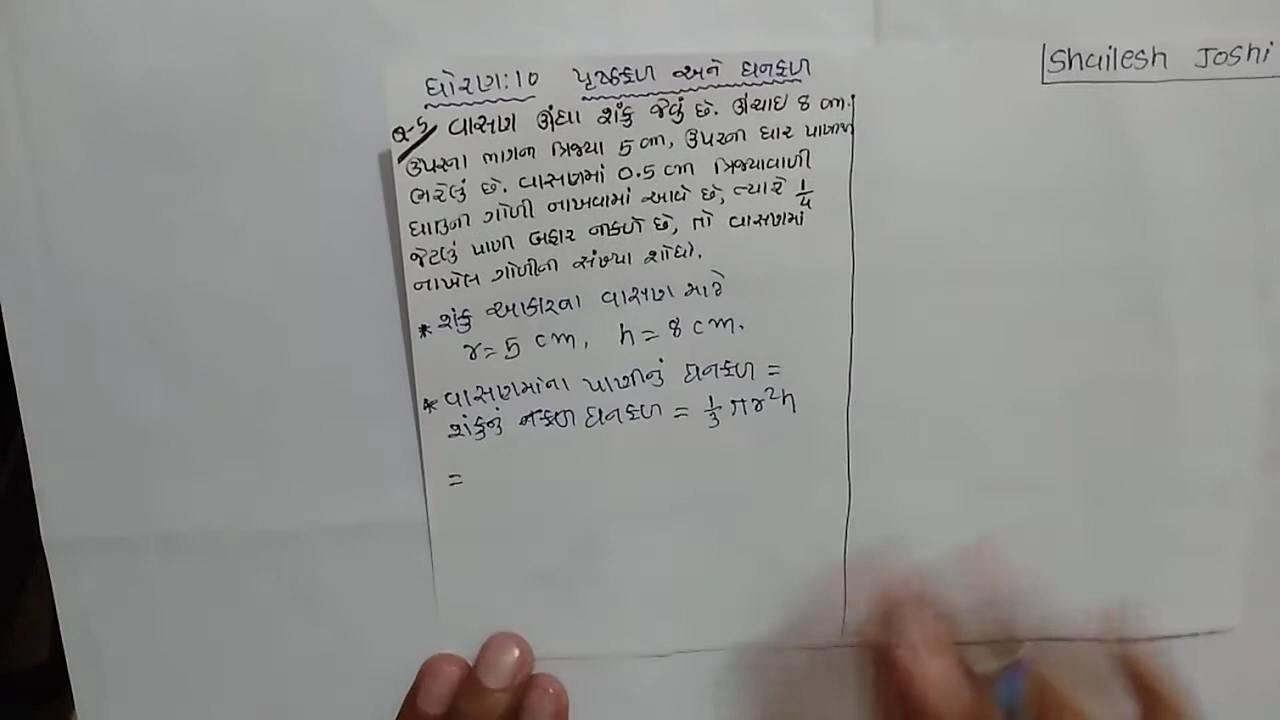 ધોરણ:10 પૃષ્ઠફળ અને ઘનફળ
Shailesh Joshi
Q-5 વાસણ ઊંધા શંકુ જેવું છે. ઊંચાઇ 8 cm.
ઉપરના ભાગની ત્રિજ્યા 5 cm, ઉપરની ધાર પાણીથી
ભરેલું છે. વાસણમાં 0.5 cm ત્રિજ્યાવાળી
ધાતુની ગોળી નાખવામાં આવે છે, ત્યારે 1/4
જેટલું પાણી બહાર નીકળે છે, તો વાસણમાં
નાખેલ ગોળીની સંખ્યા શોધો.
* શંકુ આકારના વાસણ માટે
r=5 cm, h=8 cm.
* વાસણમાંના પાણીનું ઘનફળ =
શંકુનું ઘનફળ = 1/3 πr²h
=